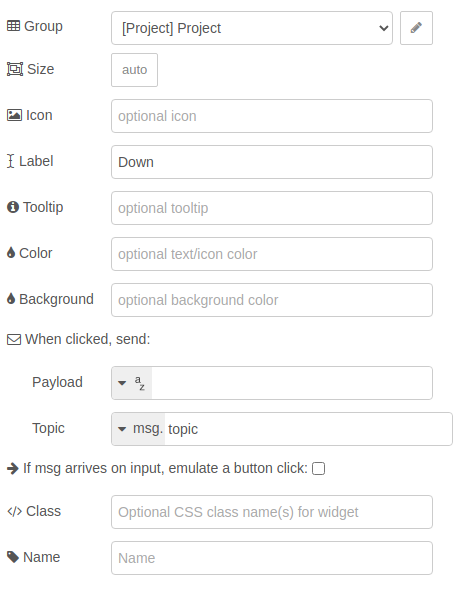 Group [Project] Project
Size auto
Icon optional icon
Label Down
Tooltip optional tooltip
Color optional text/icon color
Background optional background color
When clicked, send:
Payload a z
Topic msg. topic
If msg arrives on input, emulate a button click:
</> Class Optional CSS class name(s) for widget
Name Name